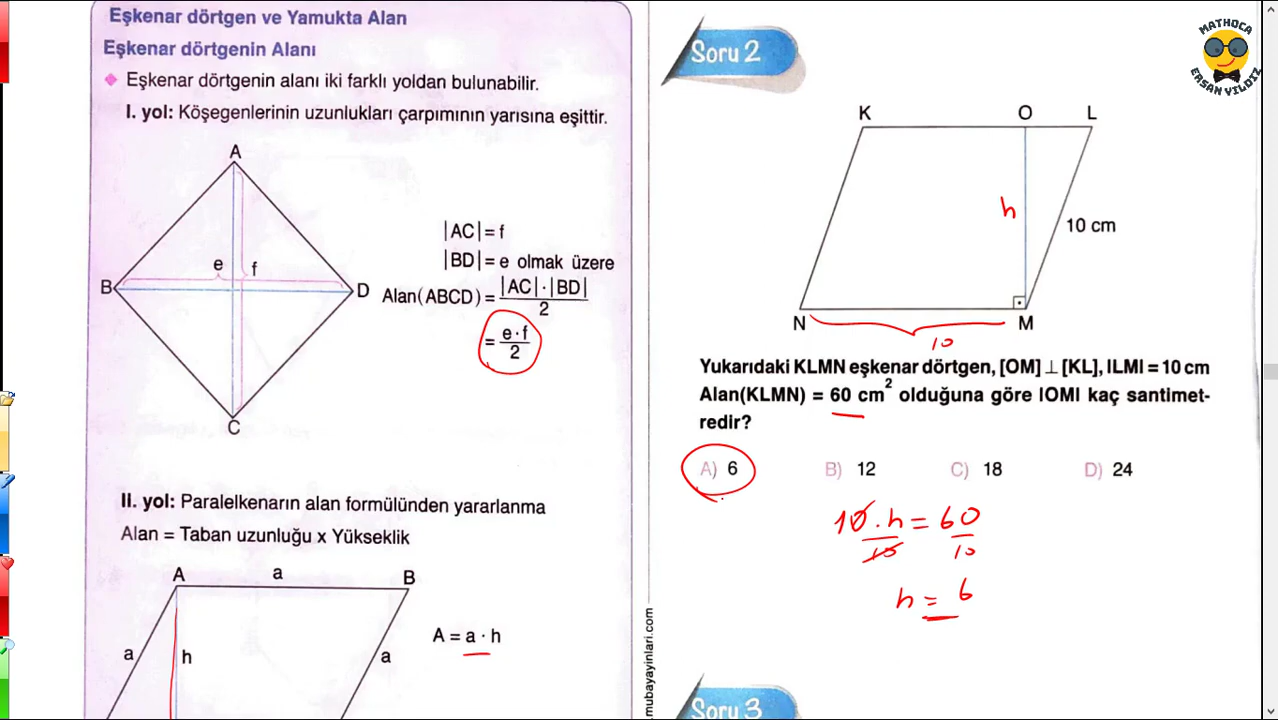 Eşkenar dörtgen ve Yamukta Alan
Eşkenar dörtgenin Alanı
Eşkenar dörtgenin alanı iki farklı yoldan bulunabilir.
I. yol: Köşegenlerinin uzunlukları çarpımının yarısına eşittir.
A
B
e
f
D
C
|AC| = f
|BD| = e olmak üzere
Alan(ABCD) = |AC| · |BD|
2
= e · f
2
II. yol: Paralelkenarın alan formülünden yararlanma
Alan = Taban uzunluğu x Yükseklik
A
a
B
a
h
a
A = a · h
.mubayayinlari.com
Soru 2
MATHOCA
ERSAN YILDIZ
K
O
L
h
10 cm
N
M
10
Yukarıdaki KLMN eşkenar dörtgen, [OM] ⊥ [KL], ILMI = 10 cm
Alan(KLMN) = 60 cm² olduğuna göre IOMI kaç santimet-
redir?
A) 6 B) 12 C) 18 D) 24
10 . h = 60
10 10
h = 6
Soru 3